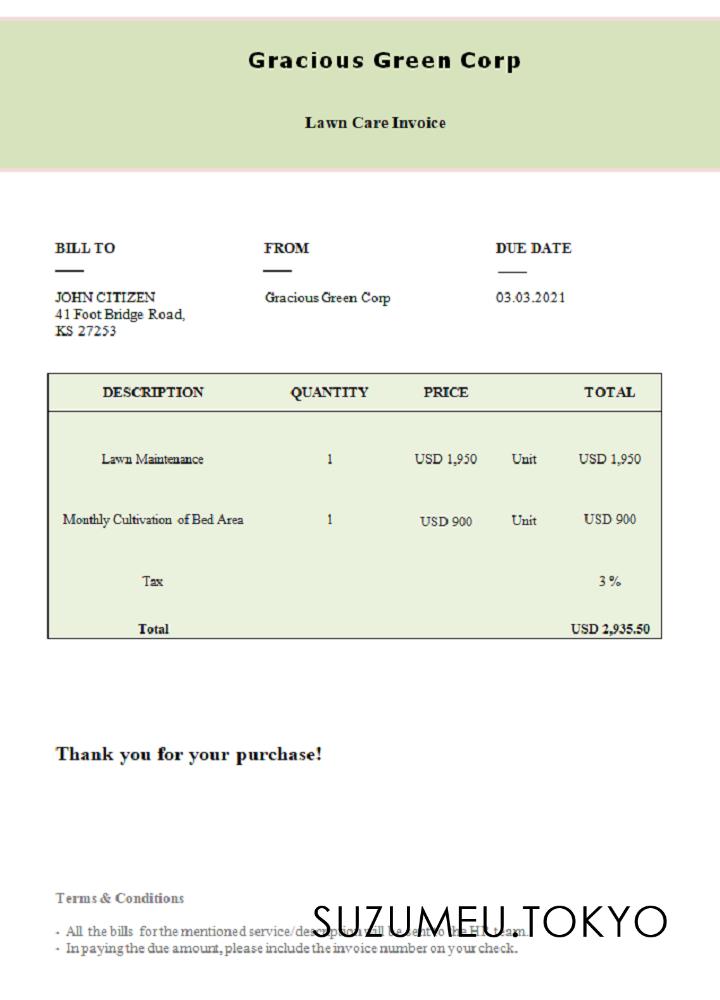 Gracious Green Corp
Lawn Care Invoice
BILL TO FROM DUE DATE
JOHN CITIZEN Gracious Green Corp 03.03.2021
41 Foot Bridge Road,
KS 27253
DESCRIPTION QUANTITY PRICE TOTAL
Lawn Maintenance 1 USD 1,950 Unit USD 1,950
Monthly Cultivation of Bed Area 1 USD 900 Unit USD 900
Tax 3 %
Total USD 2,935.50
Thank you for your purchase!
Terms & Conditions
SUZUMEU.TOKYO
- All the bills for the mentioned service/description will be sent to the HR team.
- In paying the due amount, please include the invoice number on your check.